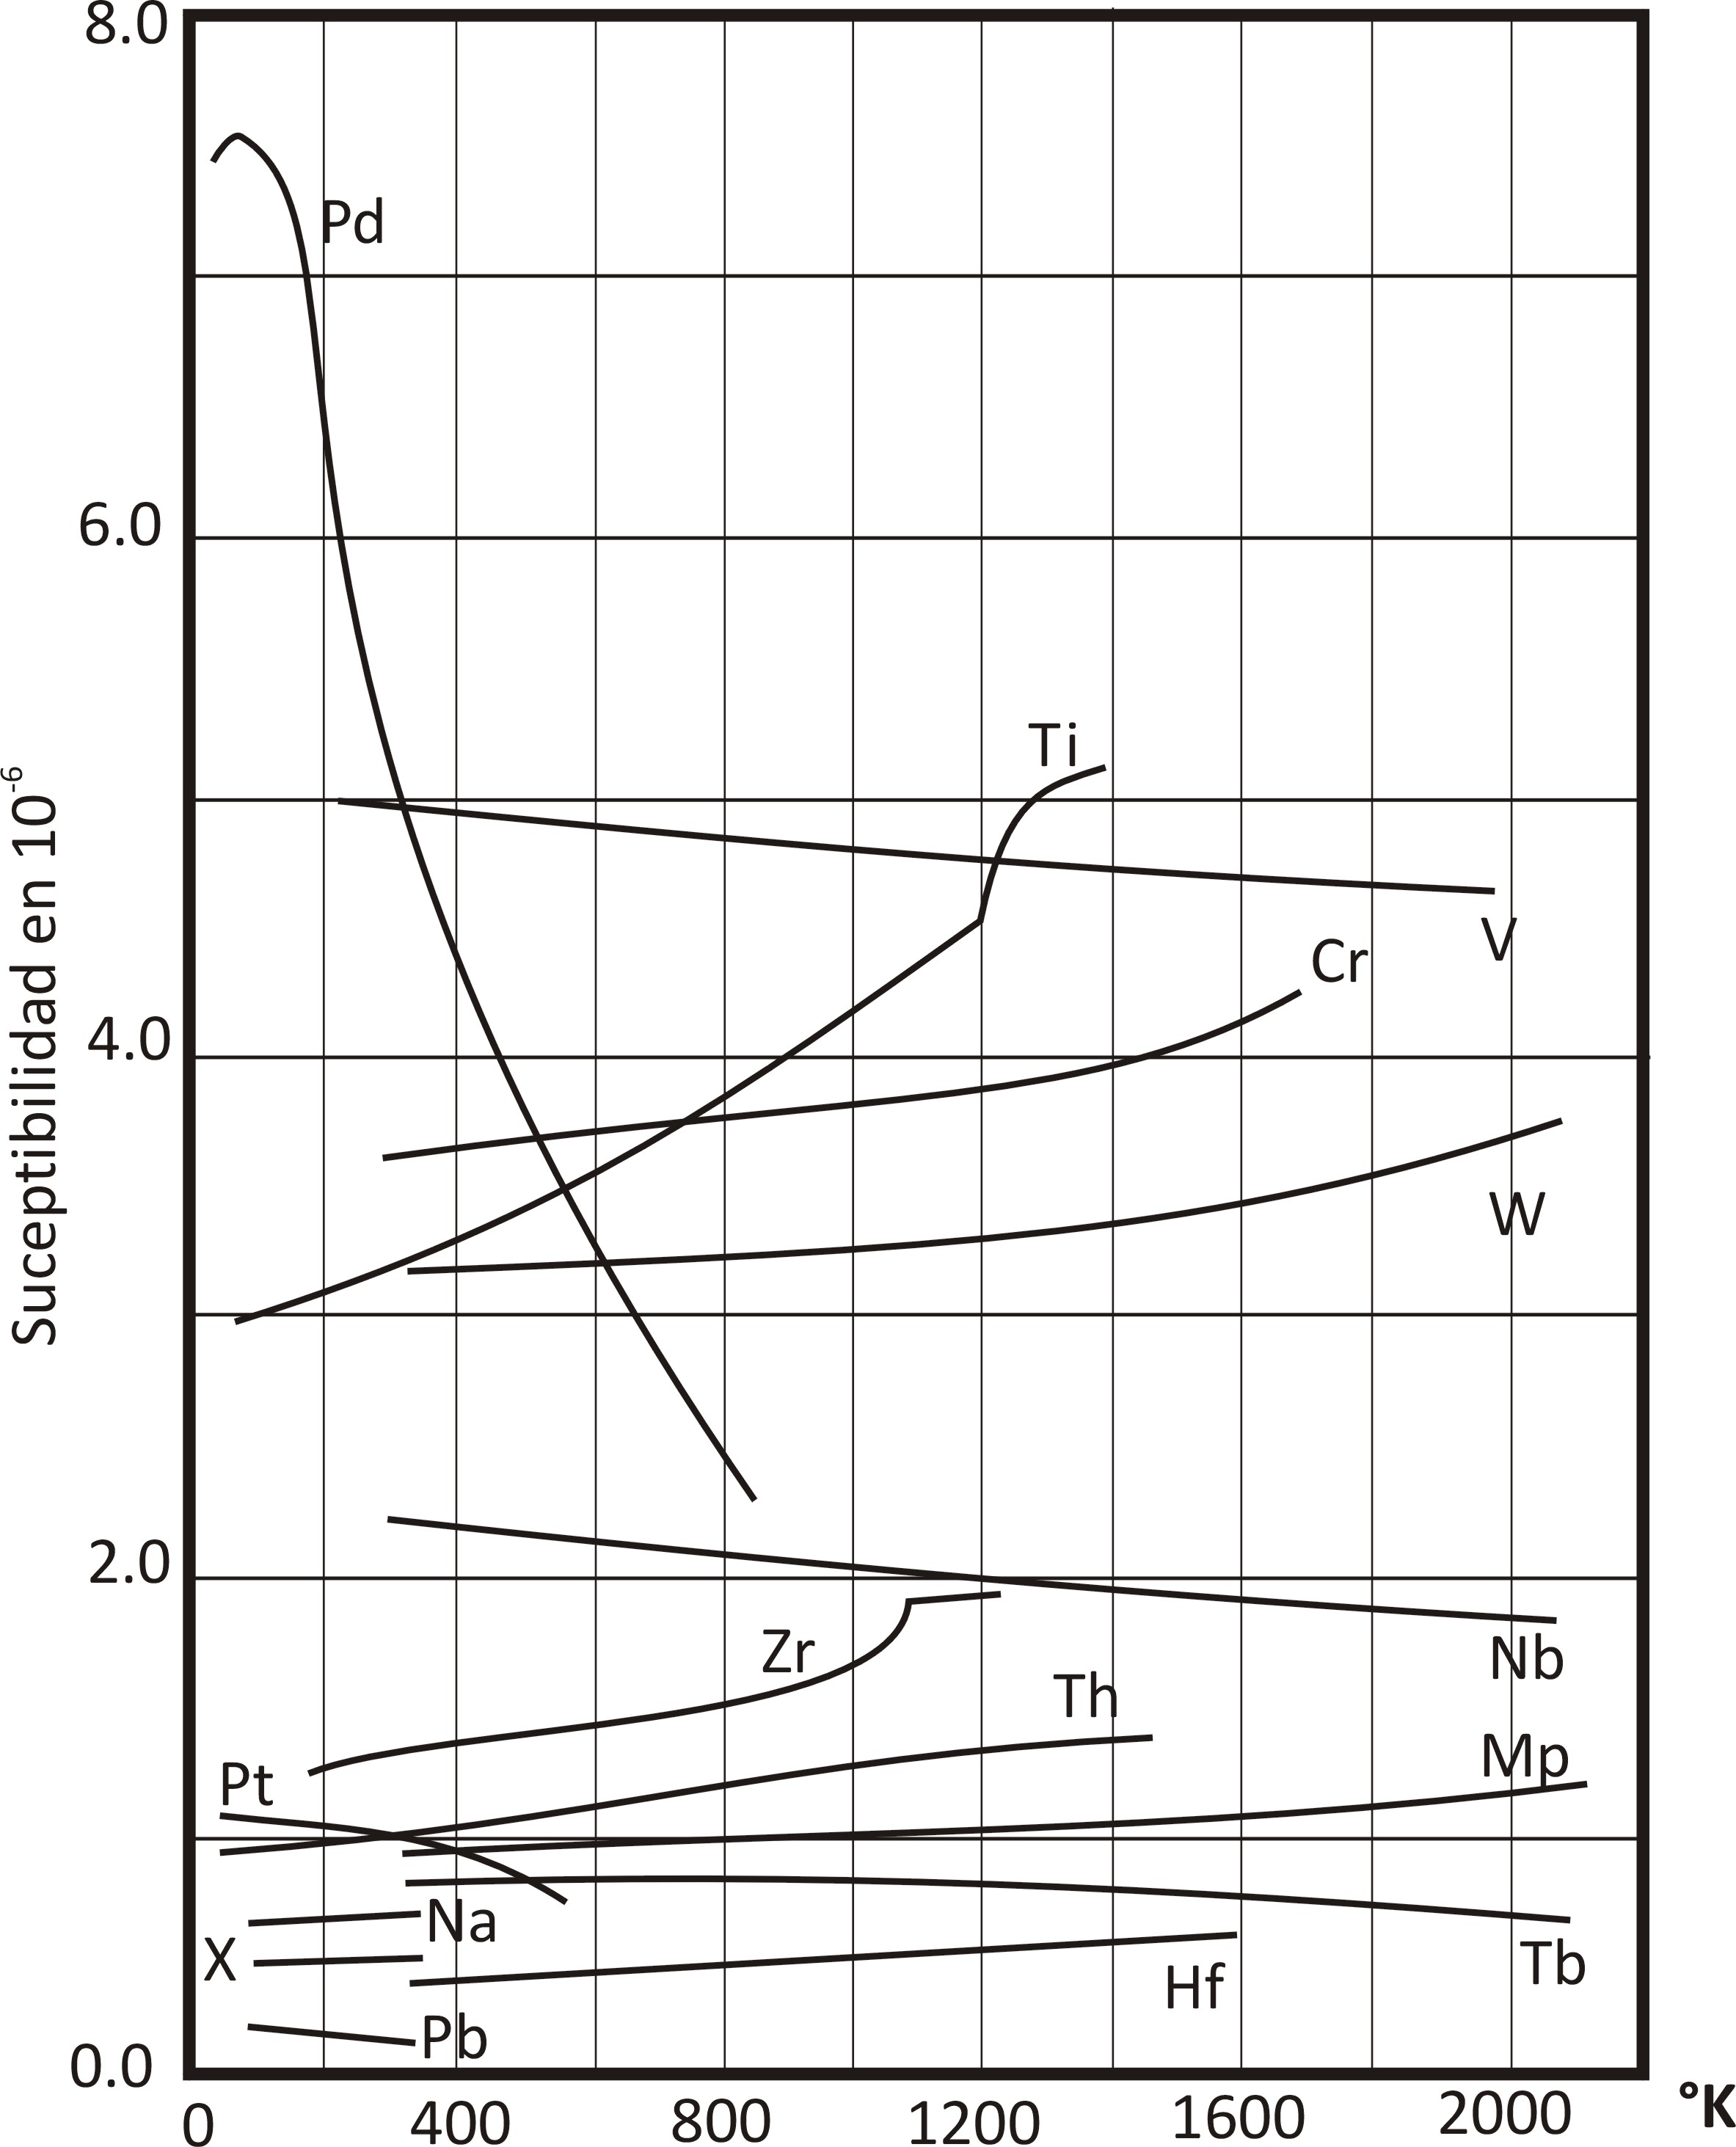 8.0
Pd
6.0
Ti
Suceptibilidad en 10⁻⁶
V
Cr
4.0
W
2.0
Zr
Nb
Th
Mp
Pt
Na
X
Tb
Hf
Pb
0.0
0 400 800 1200 1600 2000 °K